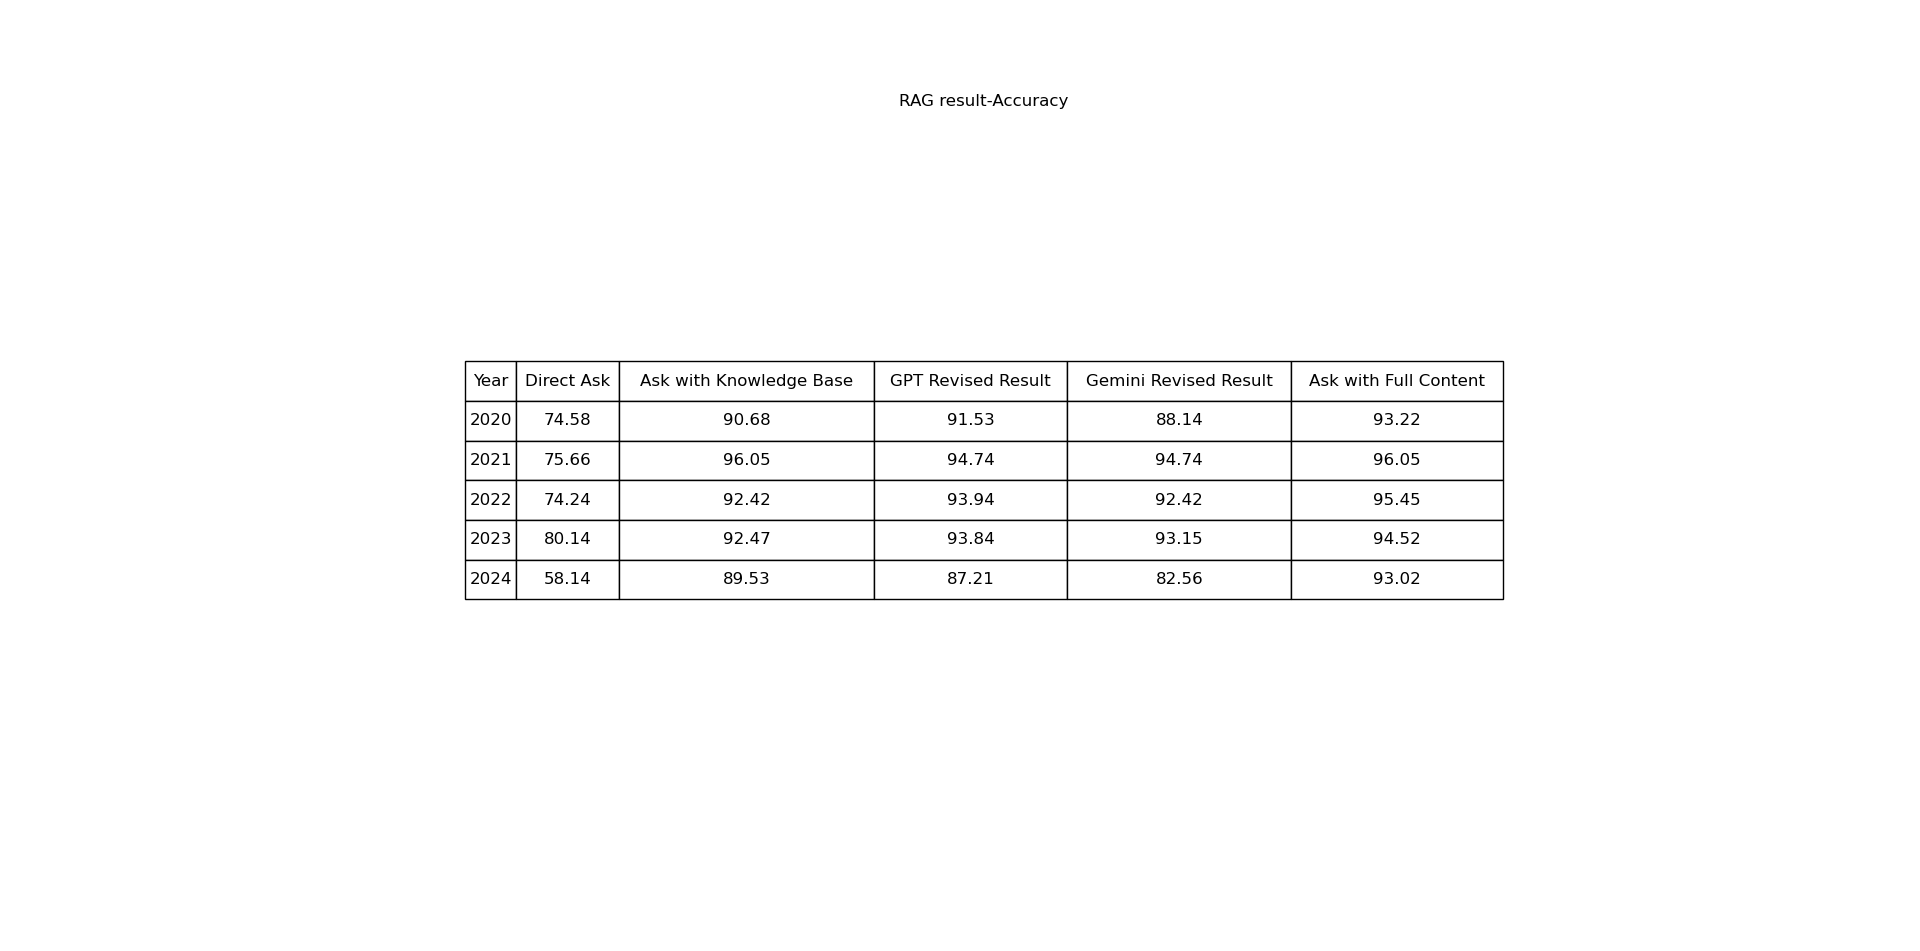 RAG result-Accuracy
Year Direct Ask Ask with Knowledge Base GPT Revised Result Gemini Revised Result Ask with Full Content
2020 74.58 90.68 91.53 88.14 93.22
2021 75.66 96.05 94.74 94.74 96.05
2022 74.24 92.42 93.94 92.42 95.45
2023 80.14 92.47 93.84 93.15 94.52
2024 58.14 89.53 87.21 82.56 93.02